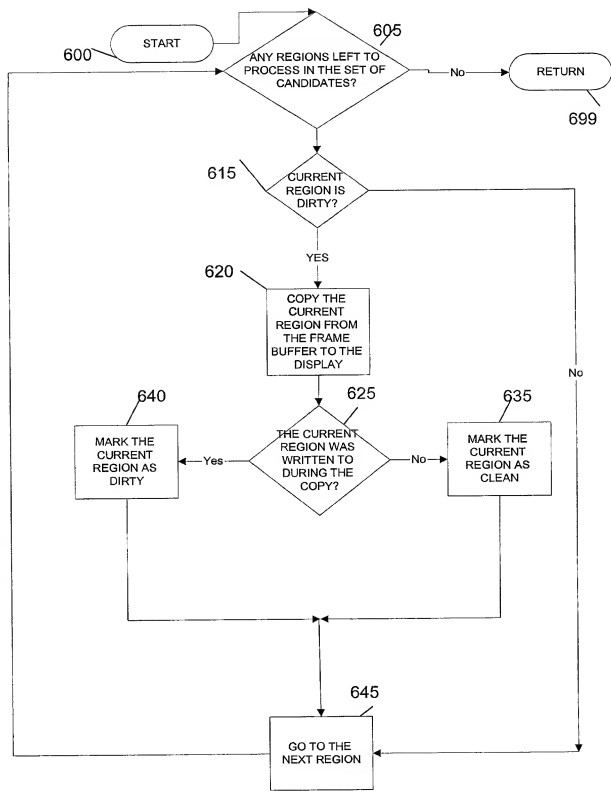 600
START
605
ANY REGIONS LEFT TO
PROCESS IN THE SET OF
CANDIDATES?
No
RETURN
699
615
CURRENT
REGION IS
DIRTY?
YES
620
COPY THE
CURRENT
REGION FROM
THE FRAME
BUFFER TO THE
DISPLAY
No
640
MARK THE
CURRENT
REGION AS
DIRTY
Yes
625
THE CURRENT
REGION WAS
WRITTEN TO
DURING THE
COPY?
No
635
MARK THE
CURRENT
REGION AS
CLEAN
645
GO TO THE
NEXT REGION